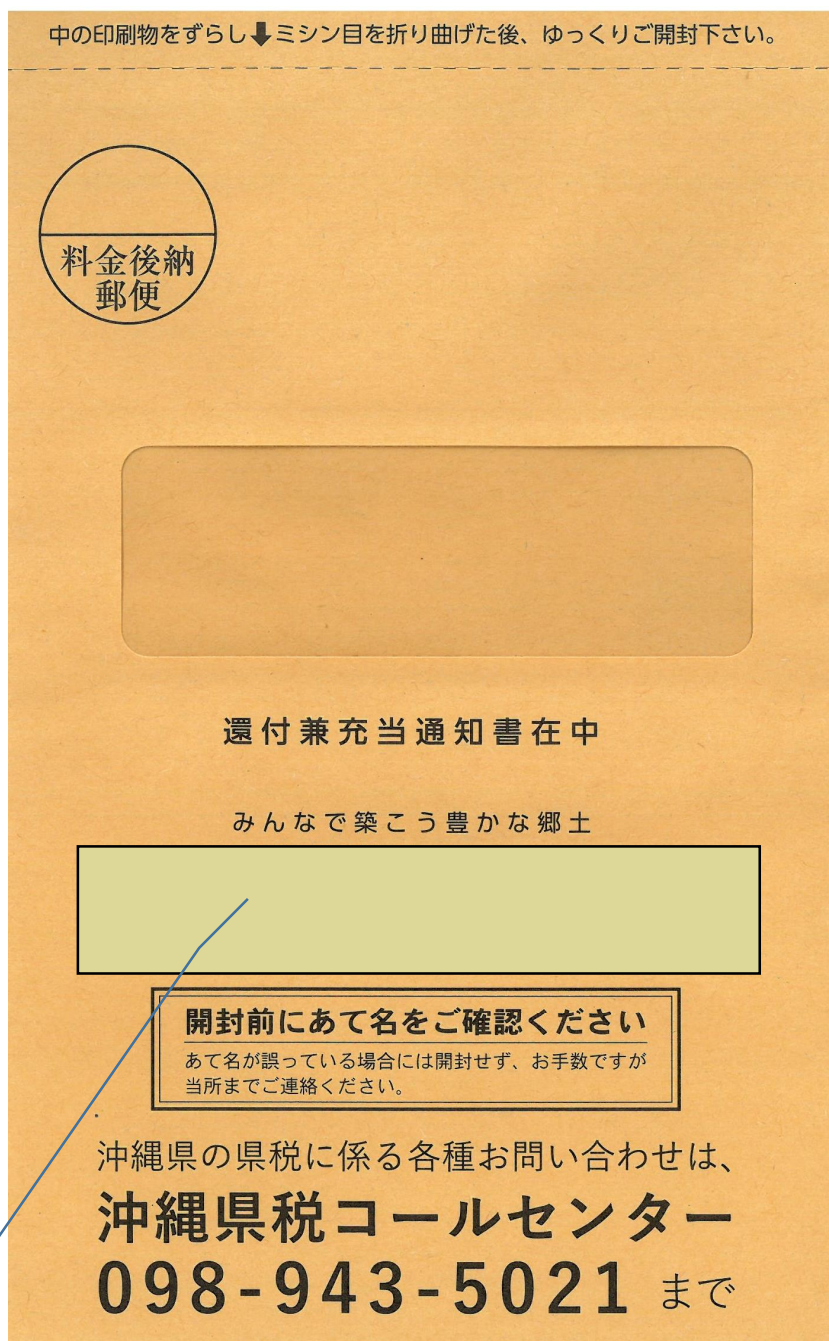 中の印刷物をずらし⬇ミシン目を折り曲げた後、ゆっくりご開封下さい。
料金後納
郵便
還付兼充当通知書在中
みんなで築こう豊かな郷土
開封前にあて名をご確認ください
あて名が誤っている場合には開封せず、お手数ですが
当所までご連絡ください。
沖縄県の県税に係る各種お問い合わせは、
沖縄県税コールセンター
098-943-5021 まで